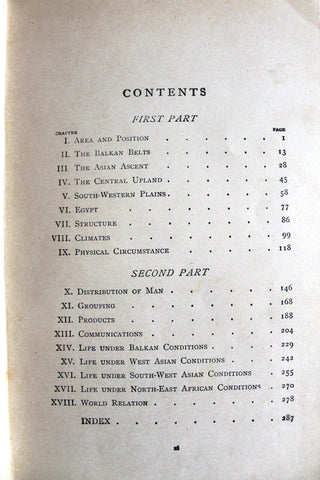 CONTENTS
FIRST PART
CHAPTER PAGE
I. AREA AND POSITION . . . . . . 1
II. THE BALKAN BELTS . . . . . . 13
III THE ASIAN ASCENT . . . . . . 28
IV. THE CENTRAL UPLAND . . . . . 45
V. SOUTH-WESTERN PLAINS . . . . . . 58
VI. EGYPT . . . . . . . 77
VII. STRUCTURE . . . . . . . 86
VIII. CLIMATES . . . . . . . 99
IX. PHYSICAL CIRCUMSTANCE . . . . . 118
SECOND PART
X. DISTRIBUTION OF MAN . . . . . . 146
XI. GROUPING . . . . . . . 168
XII. PRODUCTS . . . . . . . 188
XIII. COMMUNICATIONS . . . . . . 204
XIV. LIFE UNDER BALKAN CONDITIONS . . . . 229
XV. LIFE UNDER WEST ASIAN CONDITIONS . . . 242
XVI. LIFE UNDER SOUTH-WEST ASIAN CONDITIONS . . 255
XVII. LIFE UNDER NORTH-EAST AFRICAN CONDITIONS . . 270
XVIII. WORLD RELATION . . . . . . 278
INDEX . . . . . . . . 287